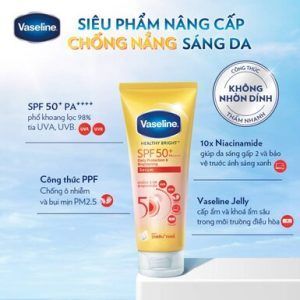 Vaseline
SIÊU PHẨM NÂNG CẤP
CHỐNG NẮNG SÁNG DA
CÔNG THỨC
KHÔNG
NHỜN DÍNH
THẤM NHANH
SPF 50+ PA++++
phổ khoáng lọc 98%
tia UVA, UVB
UVA
UVB
Công thức PPF
Chống ô nhiễm
và bụi mịn PM2.5
10x Niacinamide
giúp da sáng gấp 2 và bảo
vệ trước ánh sáng xanh
Vaseline Jelly
cấp ẩm và khoá ẩm sâu
trong môi trường điều hòa
Vaseline
HEALTHY BRIGHT
SPF 50+
Daily Protection &
Brightening
Serum